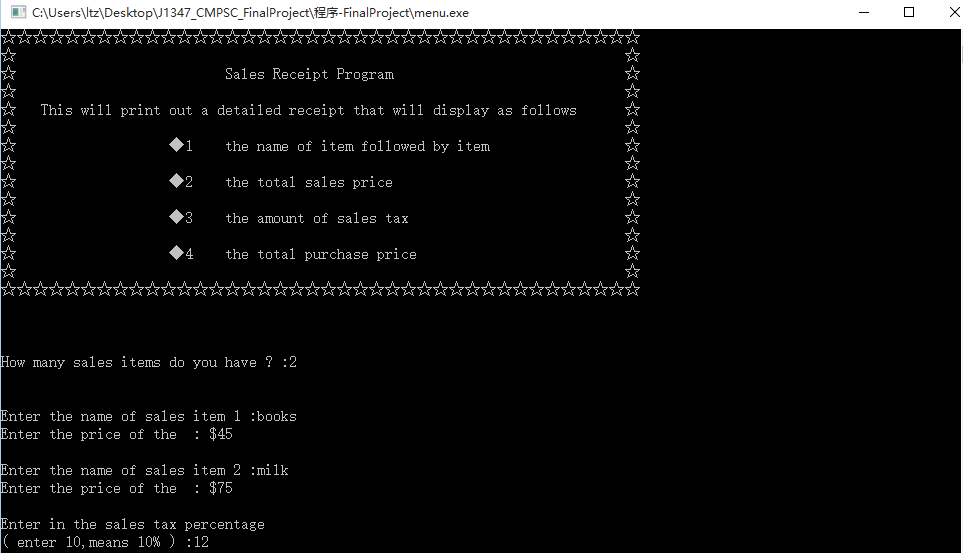 C:\Users\ltz\Desktop\J1347_CMPSC_FinalProject\程序-FinalProject\menu.exe
Sales Receipt Program
This will print out a detailed receipt that will display as follows
◆1 the name of item followed by item
◆2 the total sales price
◆3 the amount of sales tax
◆4 the total purchase price
How many sales items do you have ? :2
Enter the name of sales item 1 :books
Enter the price of the : $45
Enter the name of sales item 2 :milk
Enter the price of the : $75
Enter in the sales tax percentage
( enter 10,means 10% ) :12